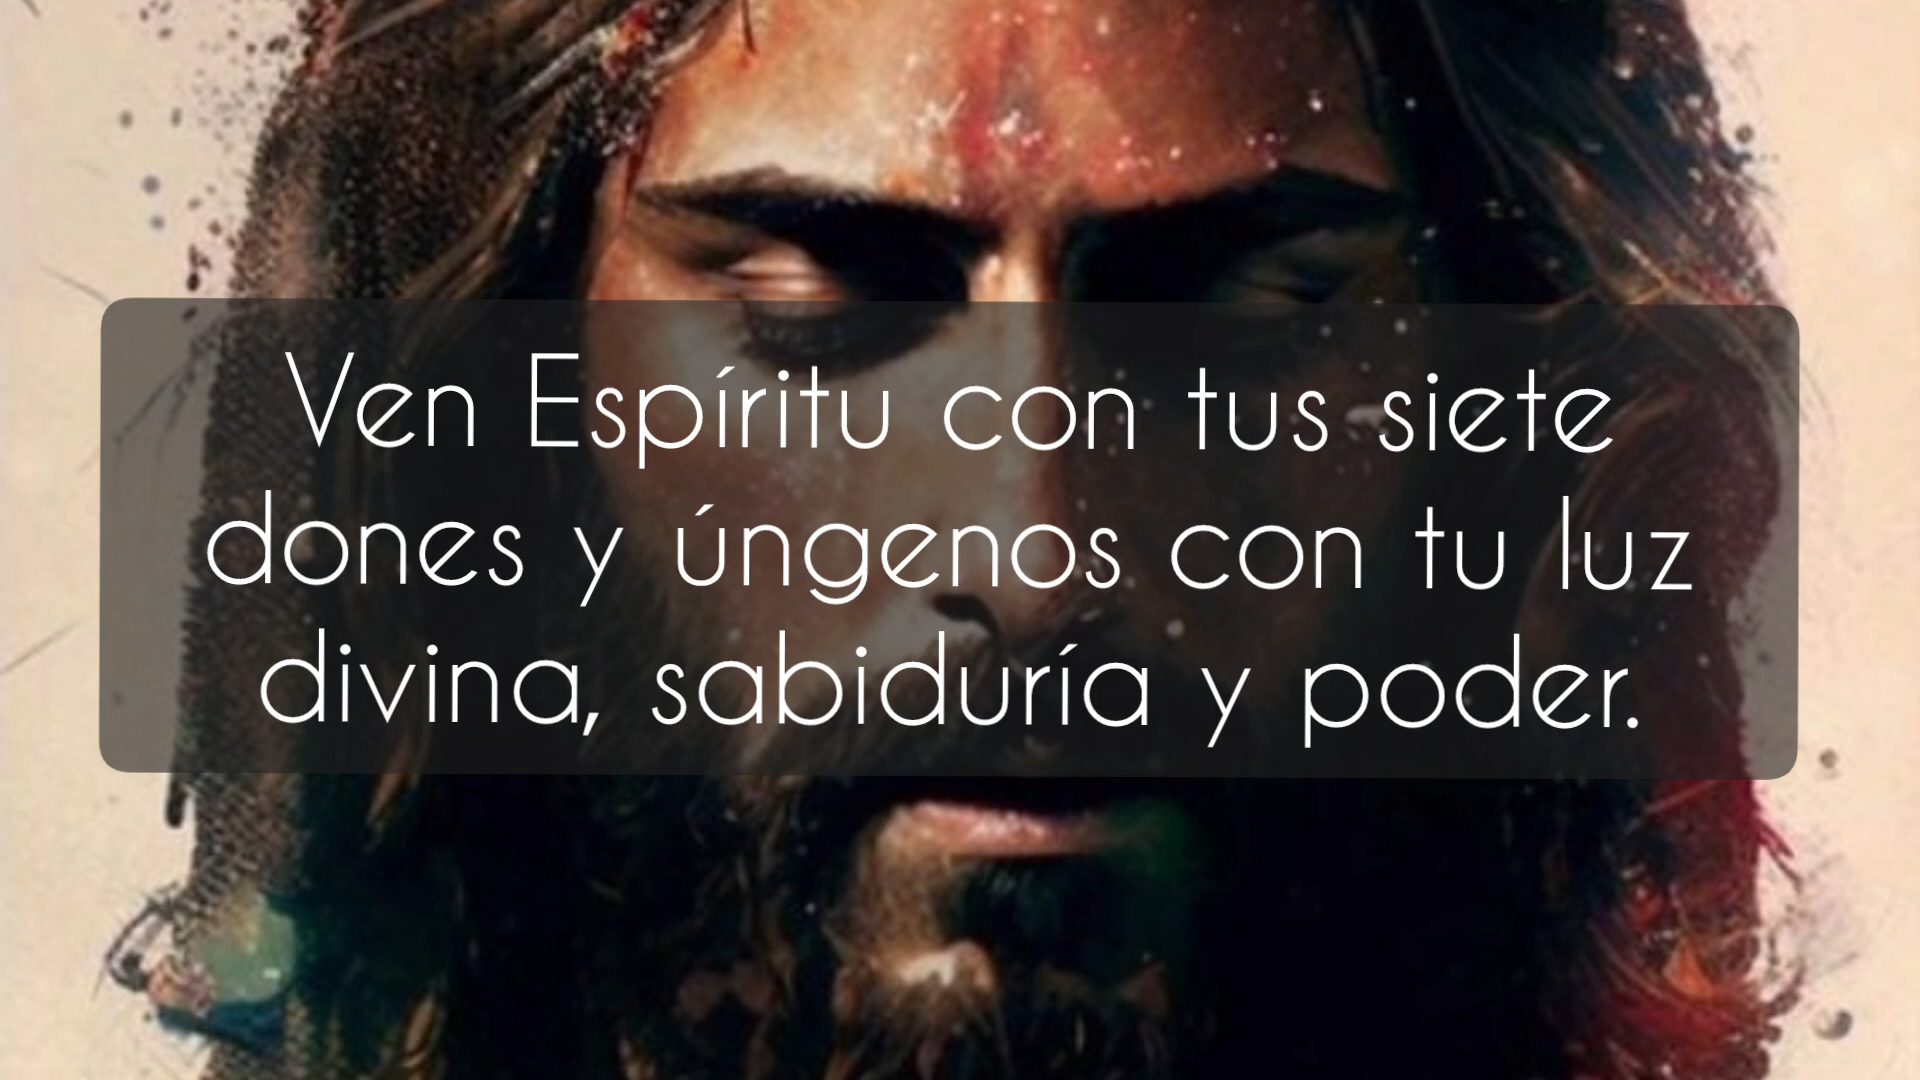 Ven Espíritu con tus siete
dones y úngenos con tu luz
divina, sabiduría y poder.